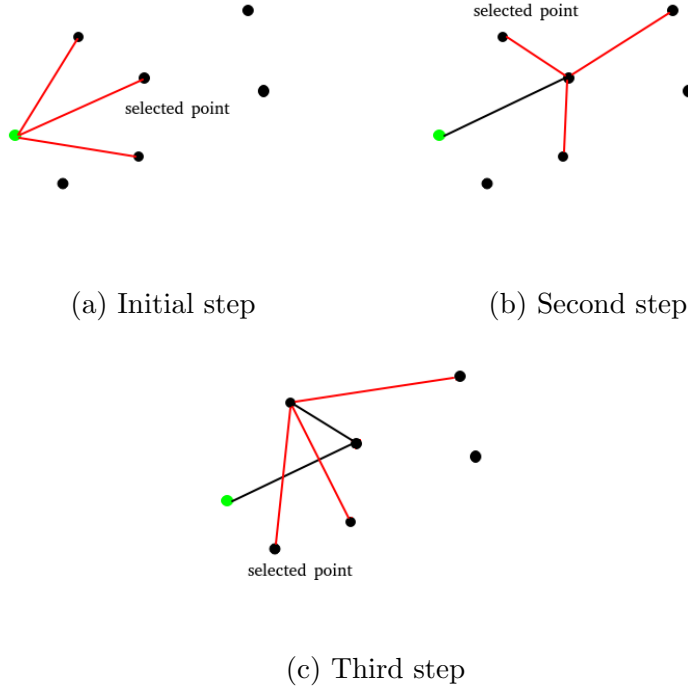 selected point
selected point
(a) Initial step
(b) Second step
selected point
(c) Third step